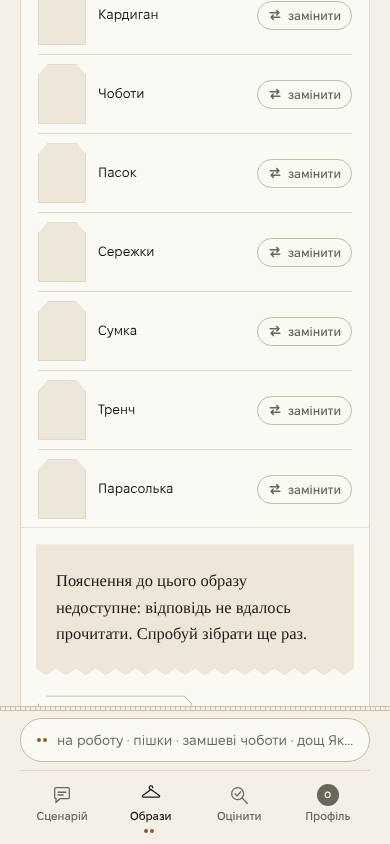 Кардиган
замінити
Чоботи
замінити
Пасок
замінити
Сережки
замінити
Сумка
замінити
Тренч
замінити
Парасолька
замінити
Пояснення до цього образу
недоступне: відповідь не вдалось
прочитати. Спробуй зібрати ще раз.
на роботу · пішки · замшеві чоботи · дощ Як…
Сценарій
Образи
Оцінити
О
Профіль